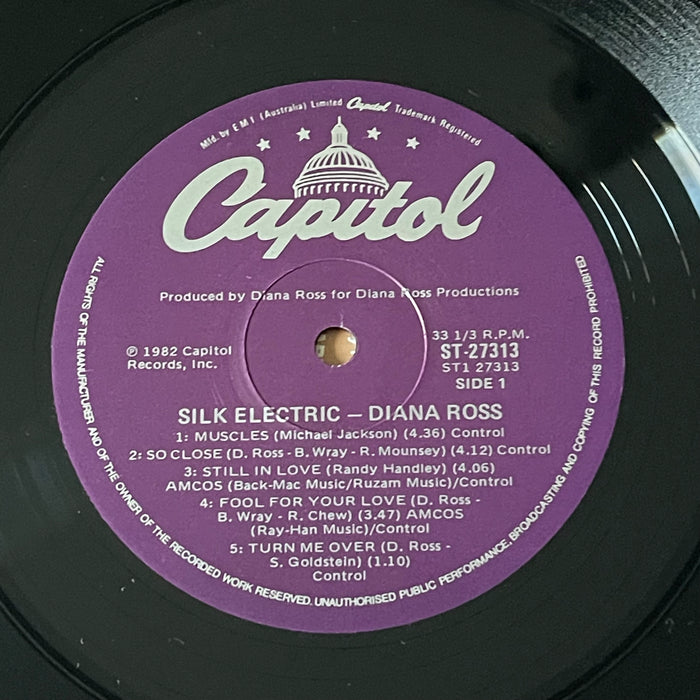 Mfd. by E M I (Australia) Limited Capitol Trademark Registered
Capitol
Produced by Diana Ross for Diana Ross Productions
33 1/3 R.P.M.
℗ 1982 Capitol
Records, Inc.
ST-27313
ST1 27313
SIDE 1
SILK ELECTRIC – DIANA ROSS
1: MUSCLES (Michael Jackson) (4.36) Control
2: SO CLOSE (D. Ross - B. Wray - R. Mounsey) (4.12) Control
3: STILL IN LOVE (Randy Handley) (4.06)
AMCOS (Back-Mac Music/Ruzam Music)/Control
4: FOOL FOR YOUR LOVE (D. Ross -
B. Wray - R. Chew) (3.47) AMCOS
(Ray-Han Music)/Control
5: TURN ME OVER (D. Ross -
S. Goldstein) (1.10)
Control
ALL RIGHTS OF THE MANUFACTURER AND OF THE OWNER OF THE RECORDED WORK RESERVED. UNAUTHORISED PUBLIC PERFORMANCE, BROADCASTING AND COPYING OF THIS RECORD PROHIBITED